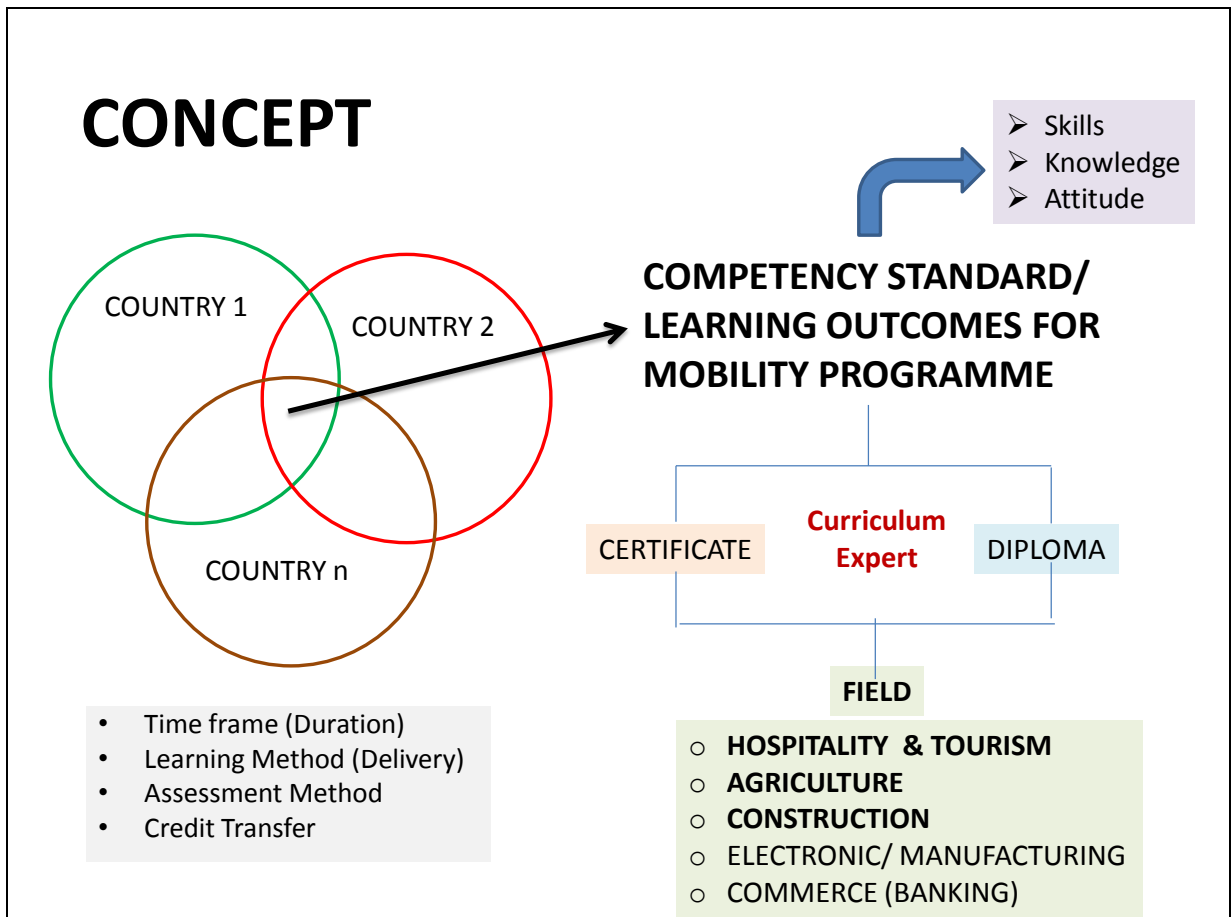 CONCEPT
➢ Skills
➢ Knowledge
➢ Attitude
COUNTRY 1
COUNTRY 2
COUNTRY n
COMPETENCY STANDARD/
LEARNING OUTCOMES FOR
MOBILITY PROGRAMME
CERTIFICATE
Curriculum
Expert
DIPLOMA
FIELD
• Time frame (Duration)
• Learning Method (Delivery)
• Assessment Method
• Credit Transfer
o HOSPITALITY & TOURISM
o AGRICULTURE
o CONSTRUCTION
o ELECTRONIC/ MANUFACTURING
o COMMERCE (BANKING)